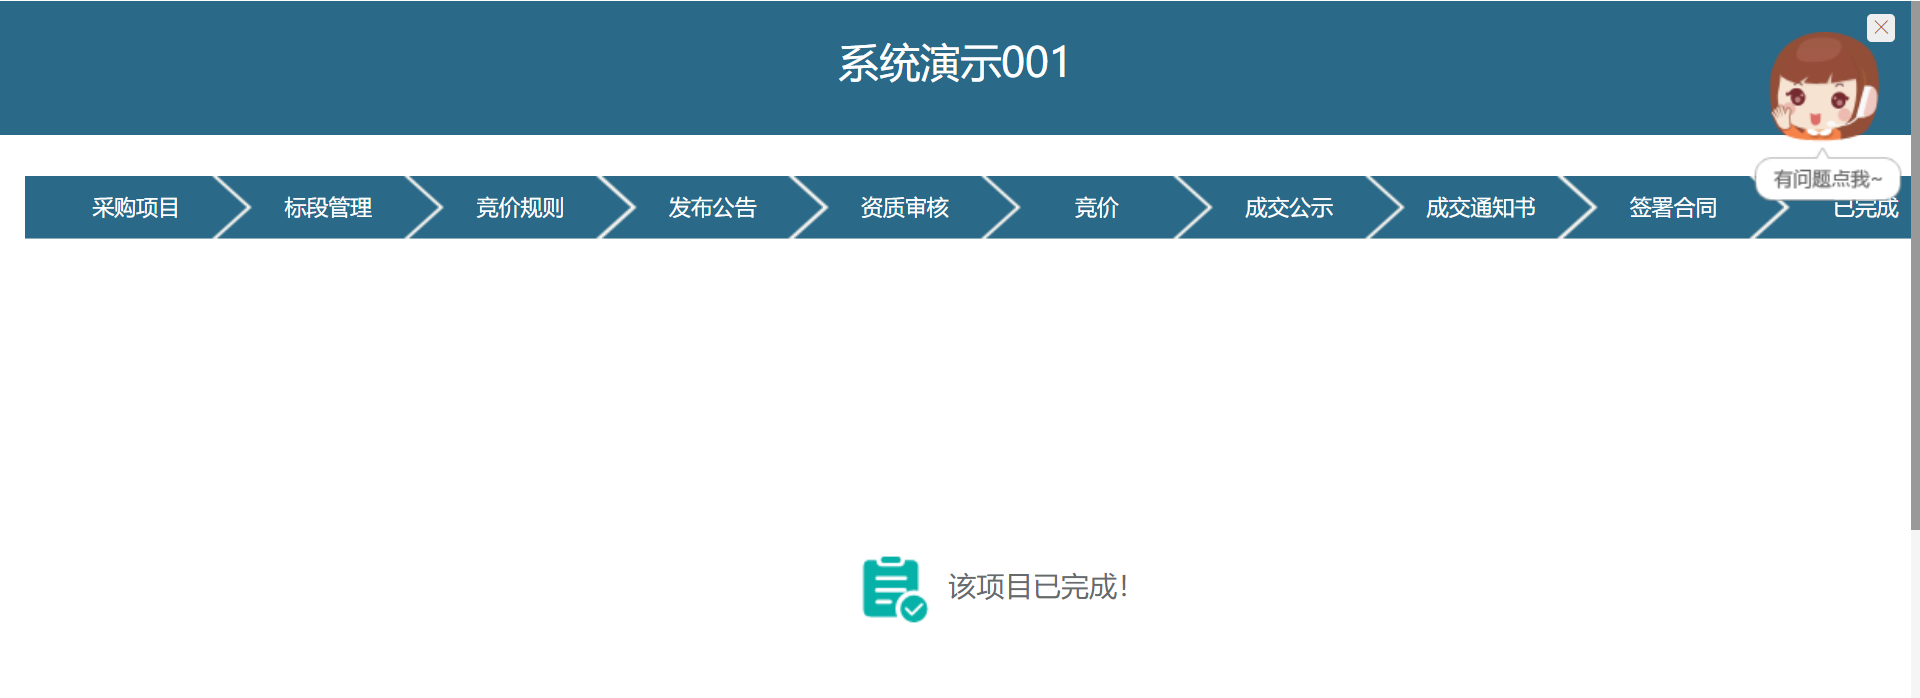 系统演示001
有问题点我~
采购项目 标段管理 竞价规则 发布公告 资质审核 竞价 成交公示 成交通知书 签署合同 已完成
该项目已完成！